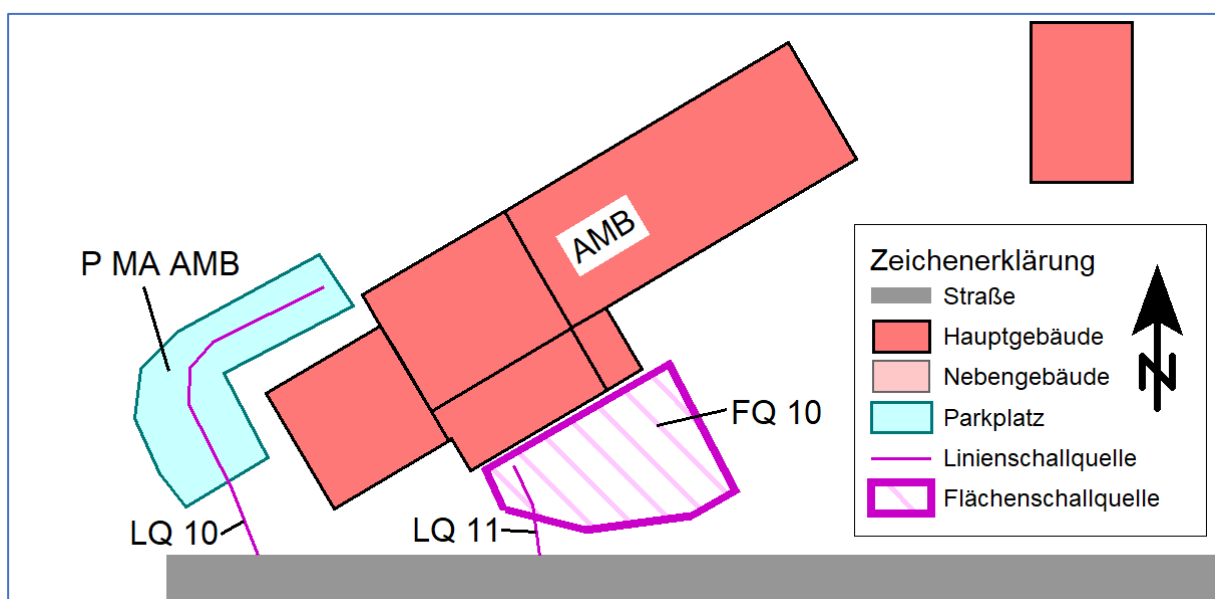 AMB
P MA AMB
FQ 10
LQ 10
LQ 11
Zeichenerklärung
Straße
Hauptgebäude
Nebengebäude
Parkplatz
Linienschallquelle
Flächenschallquelle
N